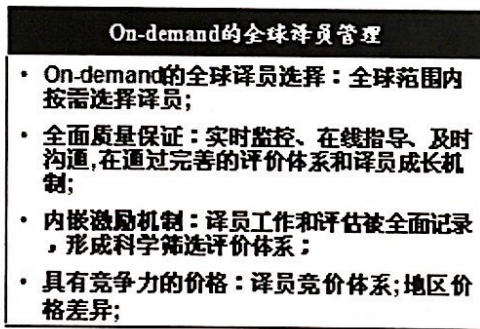 On-demand的全球译员管理
• On-demand的全球译员选择：全球范围内
按需选择译员;
• 全面质量保证：实时监控、在线指导、及时
沟通,在通过完善的评价体系和译员成长机
制;
• 内嵌激励机制：译员工作和评估被全面记录
，形成科学筛选评价体系；
• 具有竞争力的价格：译员竞价体系;地区价
格差异;